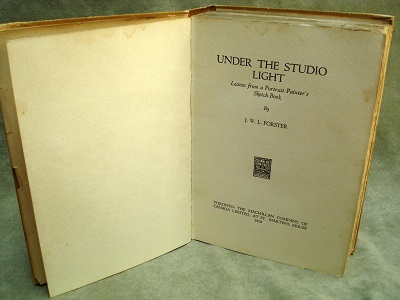 UNDER THE STUDIO
LIGHT
Leaves from a Portrait Painter's
Sketch Book
By
J. W. L. FORSTER
TORONTO: THE MACMILLAN COMPANY OF
CANADA LIMITED, AT ST. MARTIN'S HOUSE
1928